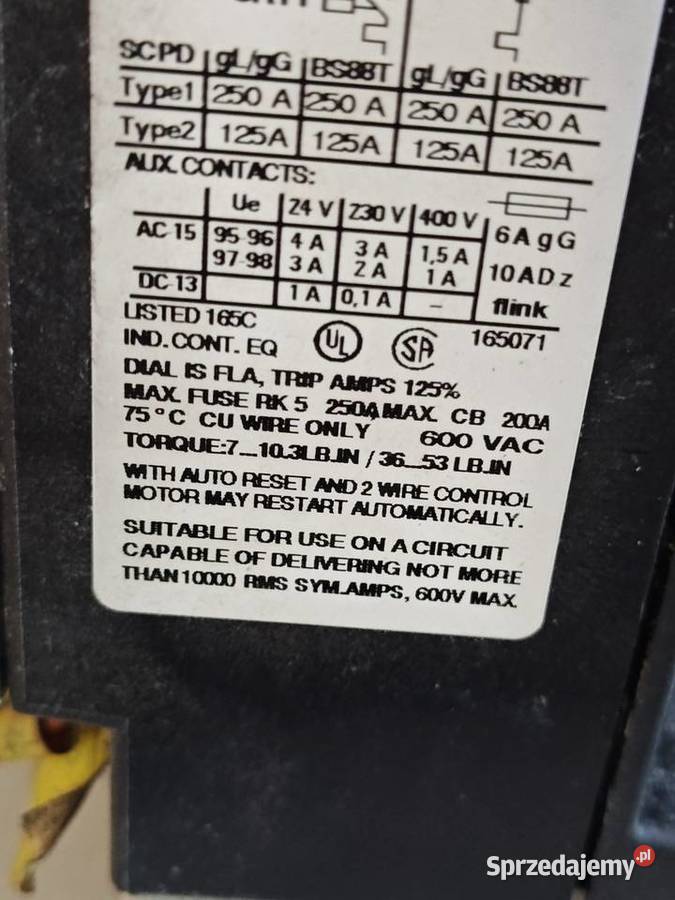 SCPD gL/gG BS88T gL/gG BS88T
Type1 250 A 250 A 250 A 250 A
Type2 125A 125A 125A 125A
AUX. CONTACTS:
Ue 24 V 230 V 400 V
AC-15 95-96 4 A 3 A 1,5 A 6A gG
97-98 3 A 2 A 1 A 10A Dz
DC-13 1 A 0,1 A – flink
LISTED 165C
IND. CONT. EQ UL SA 165071
DIAL IS FLA, TRIP AMPS 125%
MAX. FUSE RK 5 250A MAX. CB 200A
75°C CU WIRE ONLY 600 VAC
TORQUE:7...10.3LB.IN / 36...53 LB.IN
WITH AUTO RESET AND 2 WIRE CONTROL
MOTOR MAY RESTART AUTOMATICALLY.
SUITABLE FOR USE ON A CIRCUIT
CAPABLE OF DELIVERING NOT MORE
THAN 10000 RMS SYM.AMPS, 600V MAX.
Sprzedajemy.pl